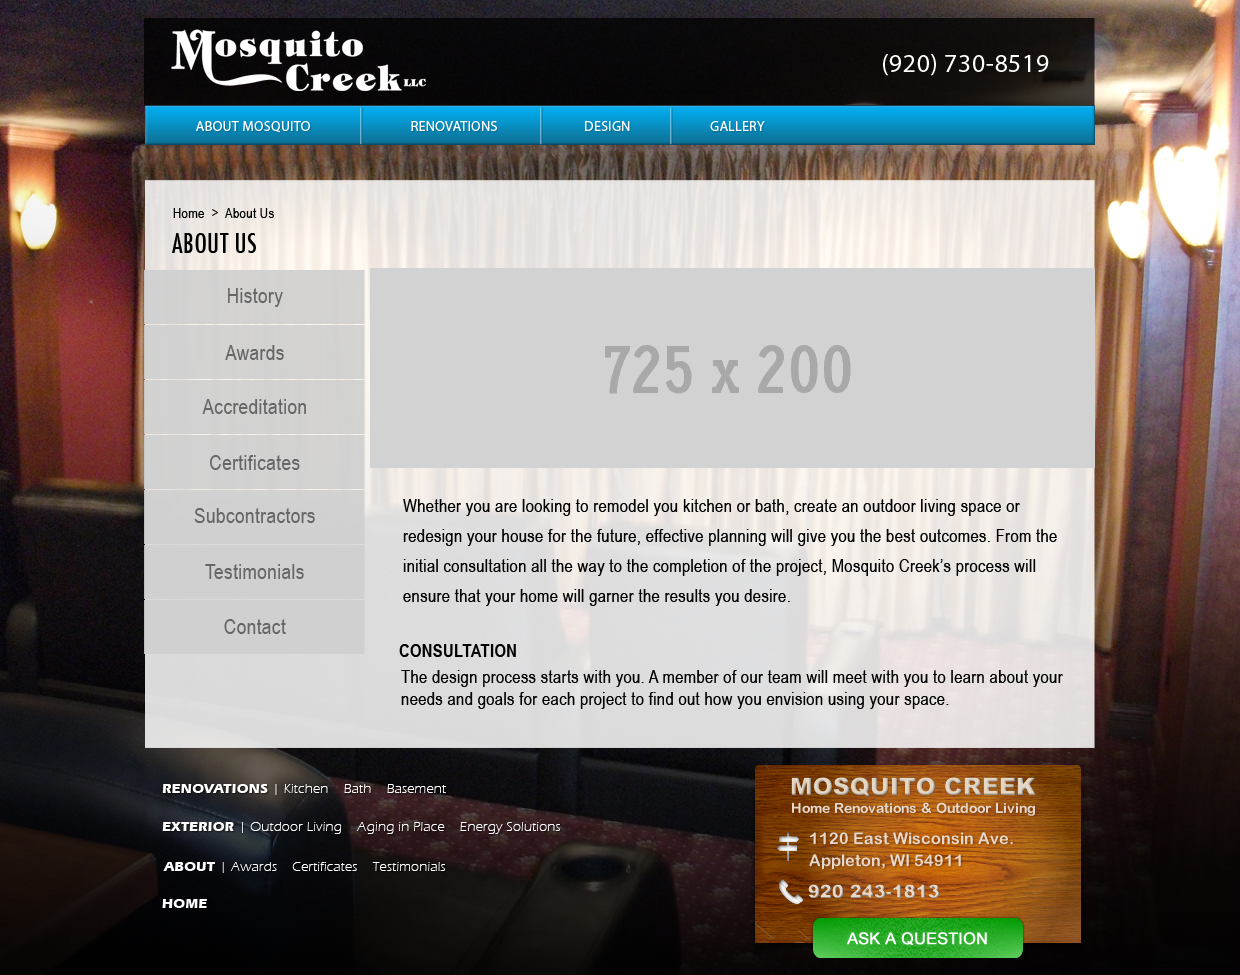 Mosquito
Creek LLC
(920) 730-8519
ABOUT MOSQUITO
RENOVATIONS
DESIGN
GALLERY
Home > About Us
ABOUT US
History
Awards
Accreditation
Certificates
Subcontractors
Testimonials
Contact
725 x 200
Whether you are looking to remodel you kitchen or bath, create an outdoor living space or
redesign your house for the future, effective planning will give you the best outcomes. From the
initial consultation all the way to the completion of the project, Mosquito Creek’s process will
ensure that your home will garner the results you desire.
CONSULTATION
The design process starts with you. A member of our team will meet with you to learn about your
needs and goals for each project to find out how you envision using your space.
RENOVATIONS | Kitchen Bath Basement
EXTERIOR | Outdoor Living Aging in Place Energy Solutions
ABOUT | Awards Certificates Testimonials
HOME
MOSQUITO CREEK
Home Renovations & Outdoor Living
1120 East Wisconsin Ave.
Appleton, WI 54911
920 243-1813
ASK A QUESTION